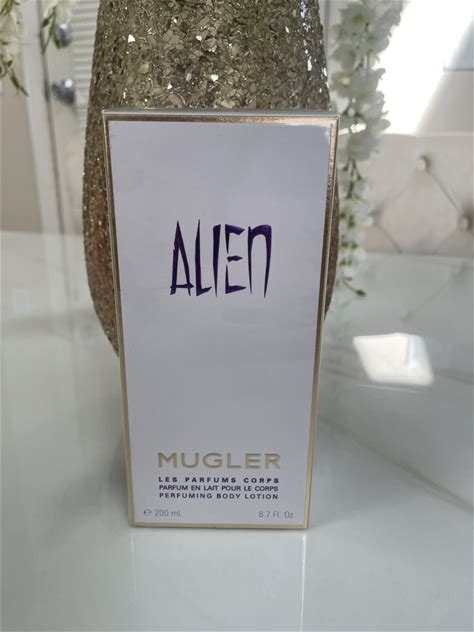 ALIEN
MUGLER
LES PARFUMS CORPS
PARFUM EN LAIT POUR LE CORPS
PERFUMING BODY LOTION
℮ 200 mL 6.7 Fl. Oz